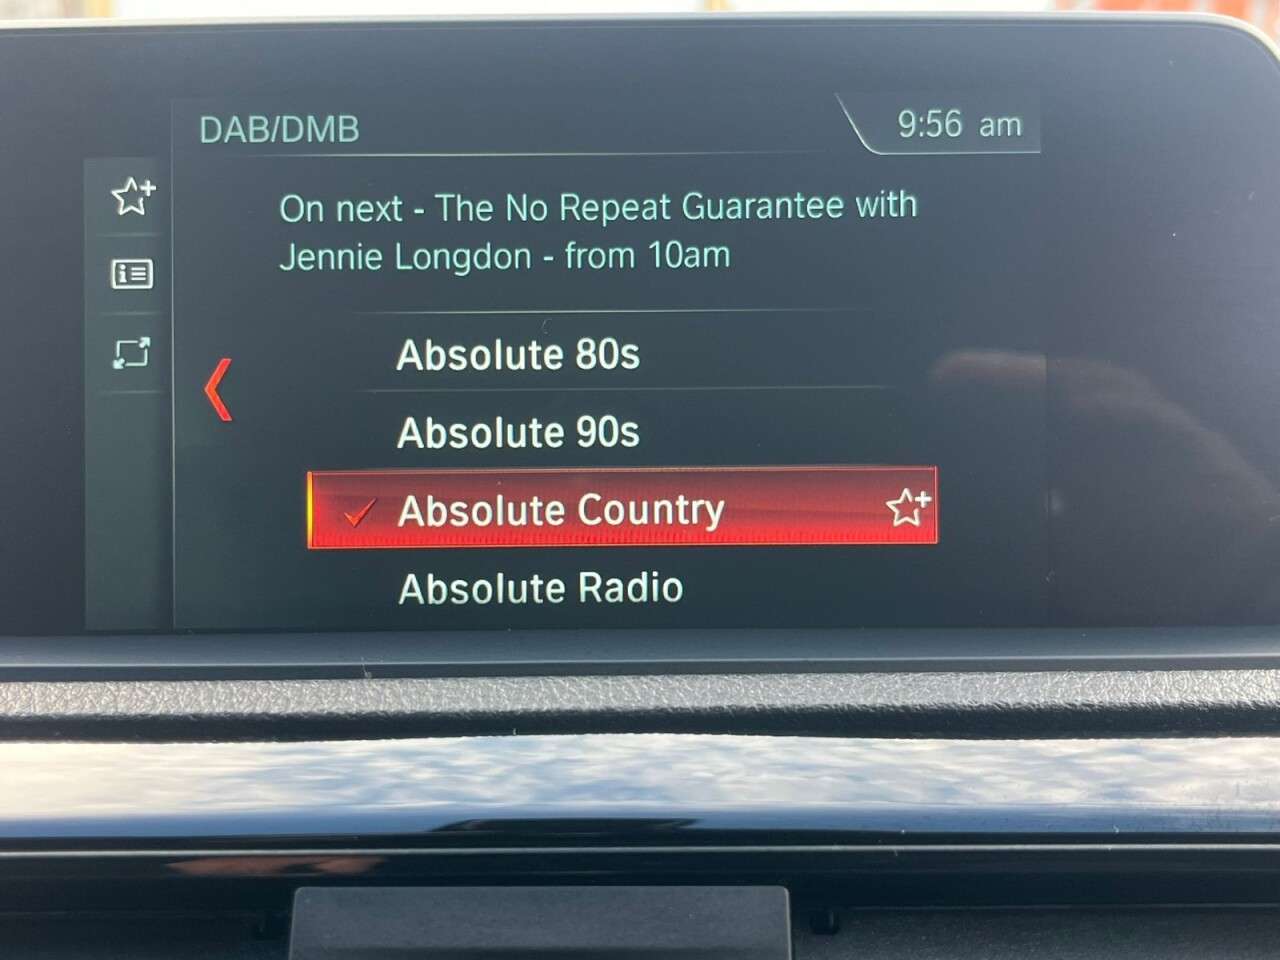 DAB/DMB
9:56 am
On next - The No Repeat Guarantee with
Jennie Longdon - from 10am
Absolute 80s
Absolute 90s
Absolute Country
Absolute Radio